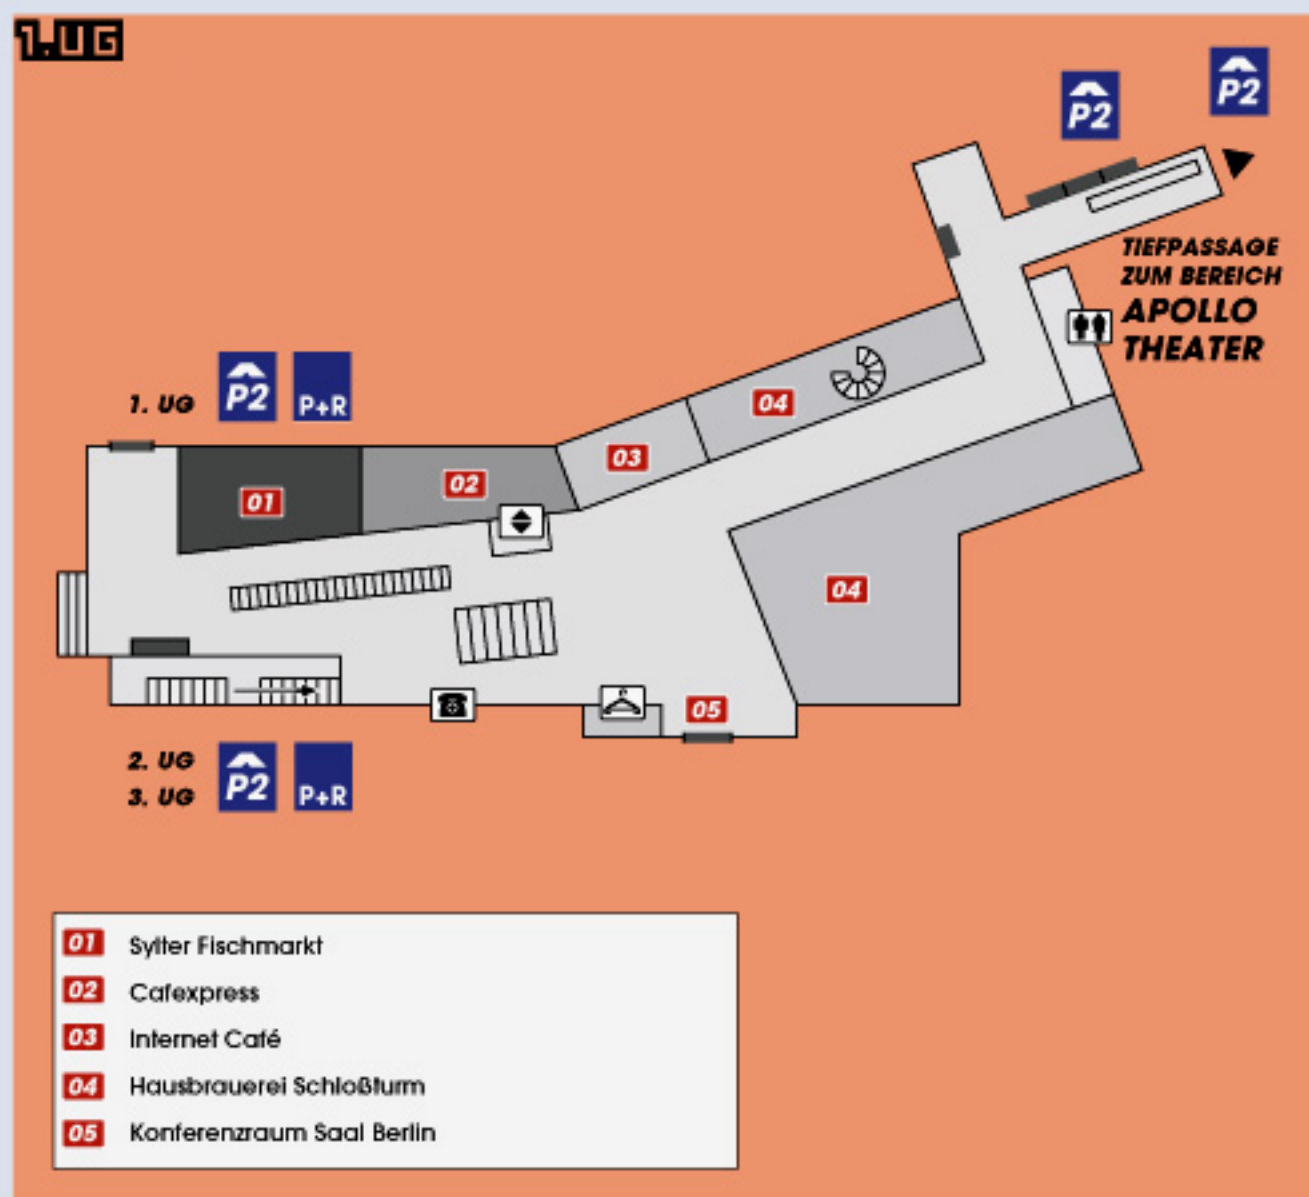 1.UG
P2
P2
TIEFPASSAGE
ZUM BEREICH
APOLLO
THEATER
1. UG
P2
P+R
04
03
02
01
04
05
2. UG
3. UG
P2
P+R
01 Sylter Fischmarkt
02 Cafexpress
03 Internet Café
04 Hausbrauerei Schloßturm
05 Konferenzraum Saal Berlin